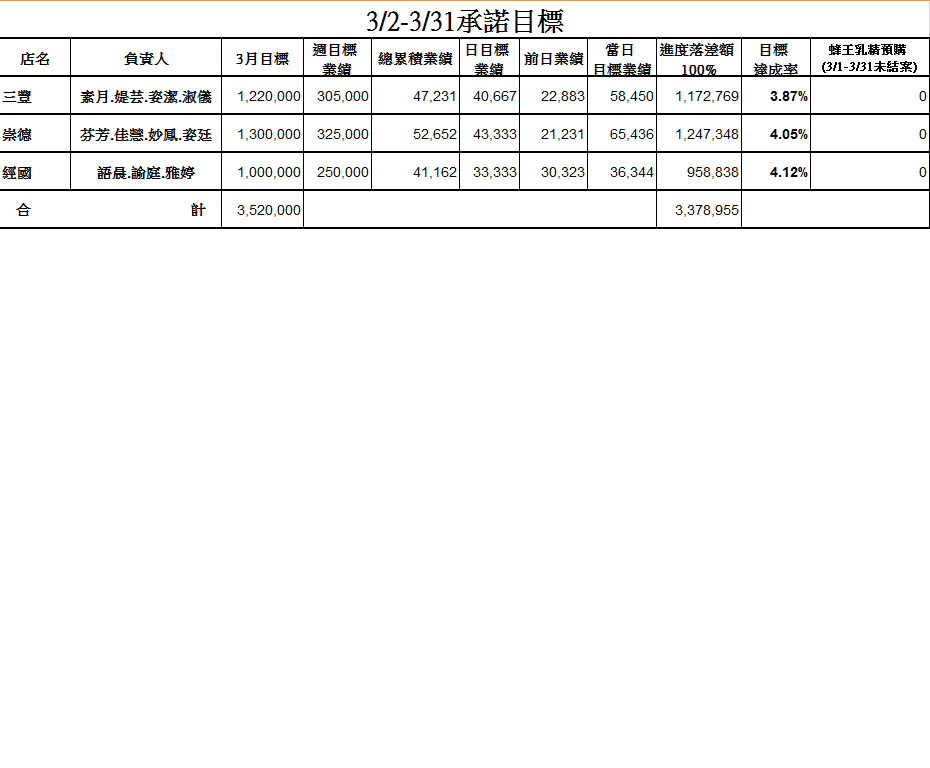 3/2-3/31承諾目標
店名 負責人 3月目標 週目標業績 總累積業績 日目標業績 前日業績 當日目標業績 進度落差額100% 目標達成率 蜂王乳精預購(3/1-3/31未結案)
三豐 素月.媞芸.姿潔.淑儀 1,220,000 305,000 47,231 40,667 22,883 58,450 1,172,769 3.87% 0
崇德 芬芳.佳慧.妙鳳.姿廷 1,300,000 325,000 52,652 43,333 21,231 65,436 1,247,348 4.05% 0
經國 語晨.諭庭.雅婷 1,000,000 250,000 41,162 33,333 30,323 36,344 958,838 4.12% 0
合 計 3,520,000 3,378,955